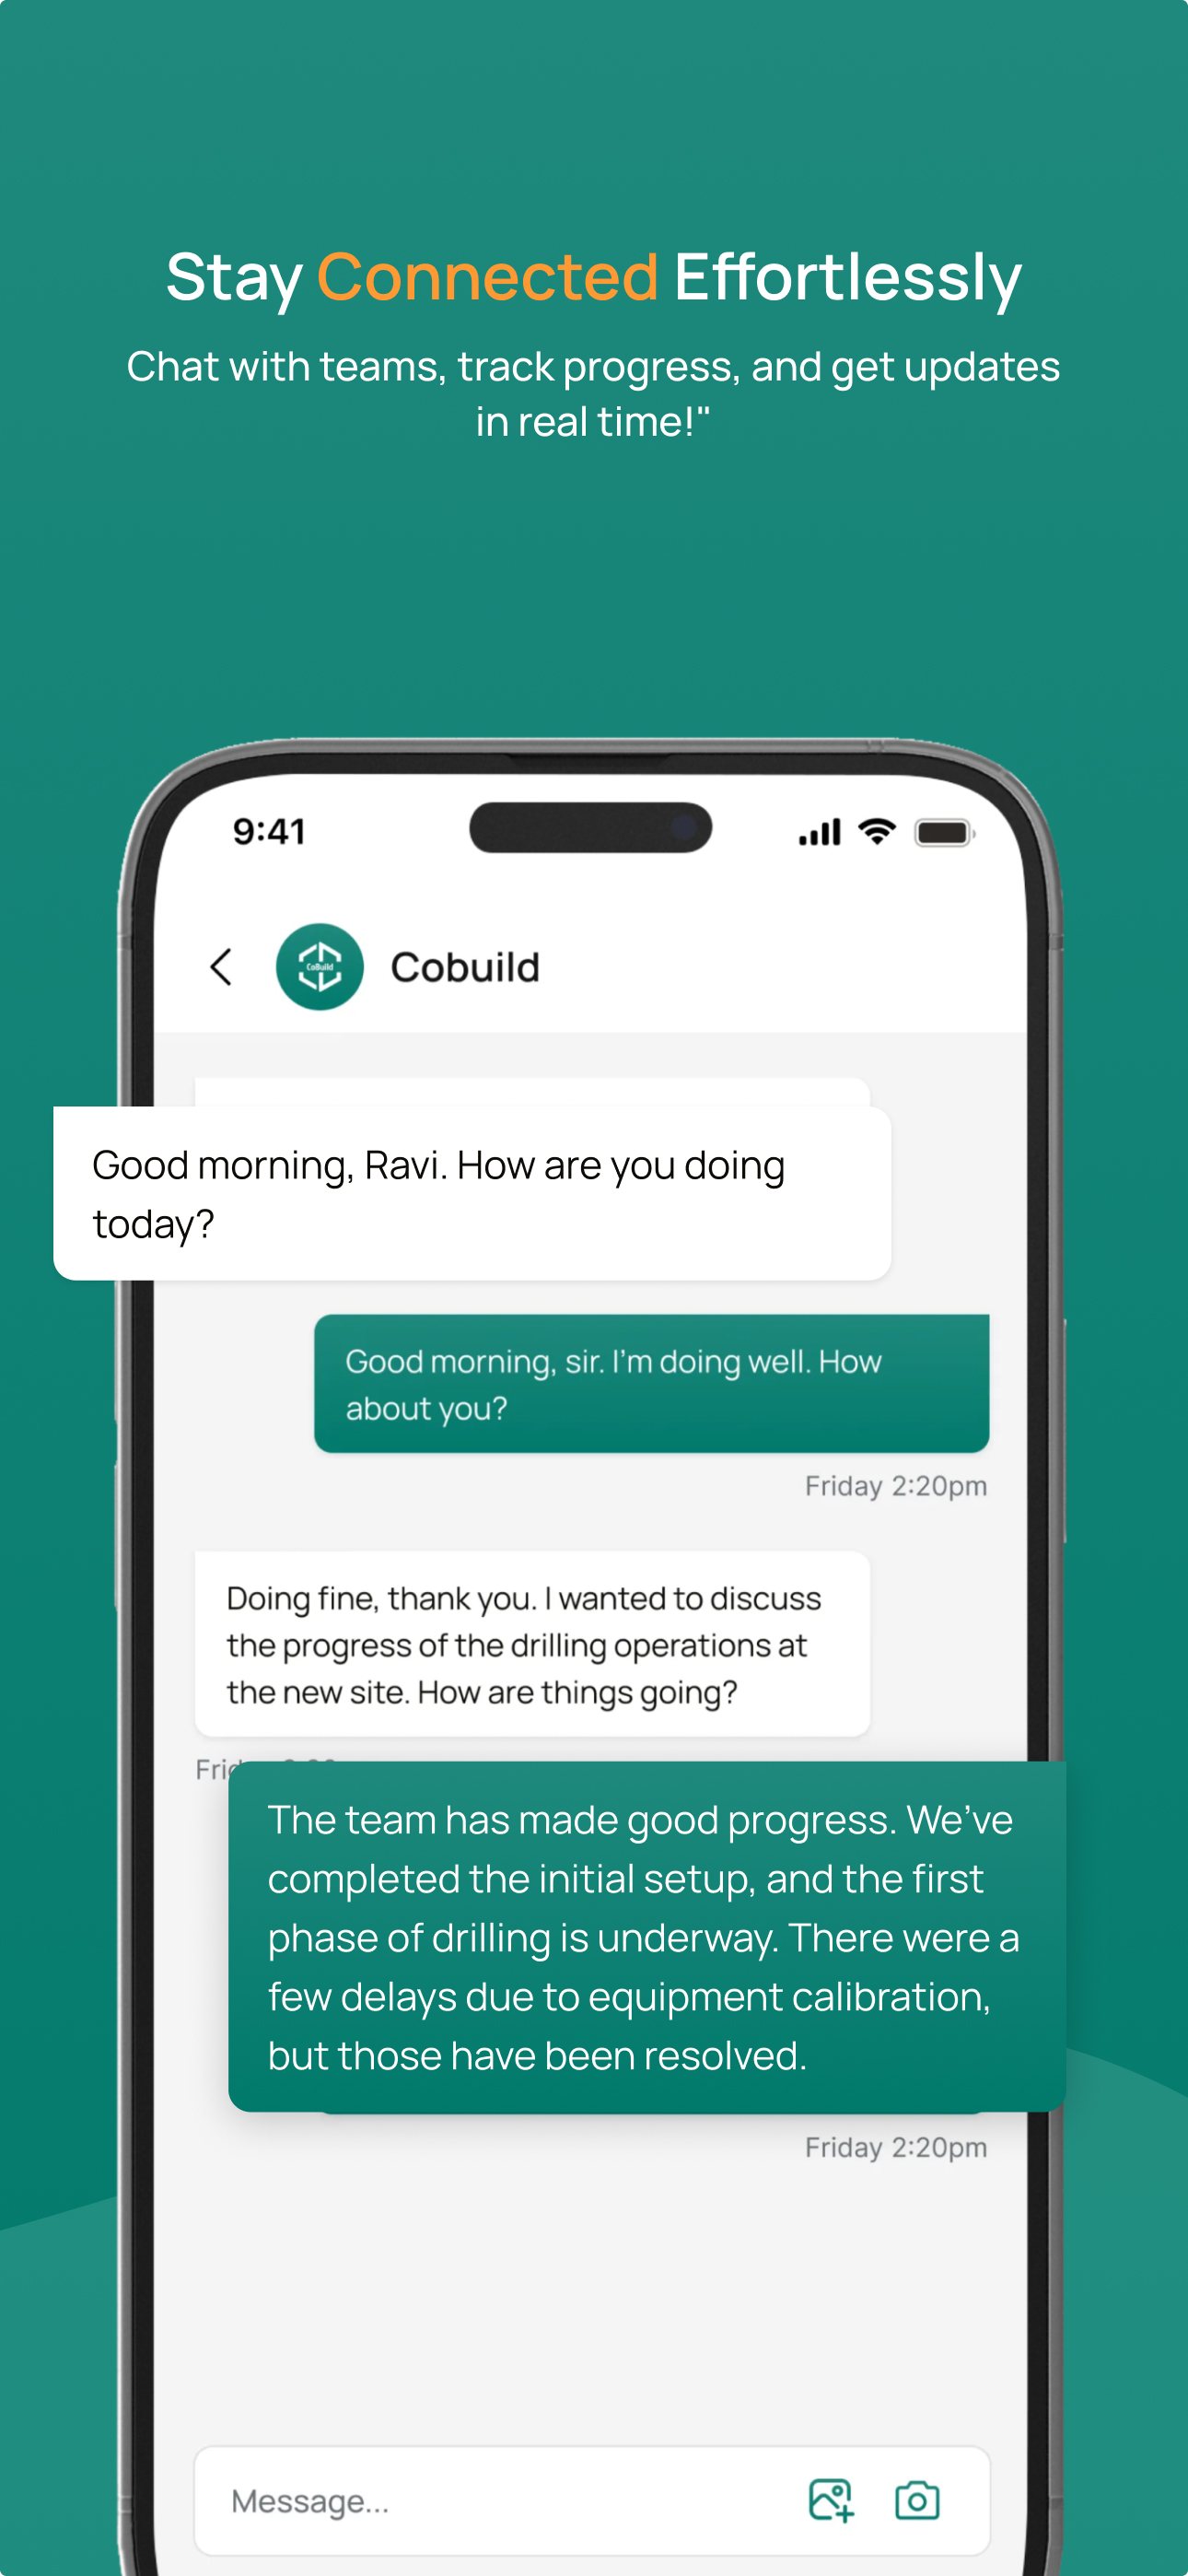 Stay Connected Effortlessly
Chat with teams, track progress, and get updates
in real time!"
9:41
CoBuild
Cobuild
Good morning, Ravi. How are you doing
today?
Good morning, sir. I'm doing well. How
about you?
Friday 2:20pm
Doing fine, thank you. I wanted to discuss
the progress of the drilling operations at
the new site. How are things going?
The team has made good progress. We've
completed the initial setup, and the first
phase of drilling is underway. There were a
few delays due to equipment calibration,
but those have been resolved.
Friday 2:20pm
Message...